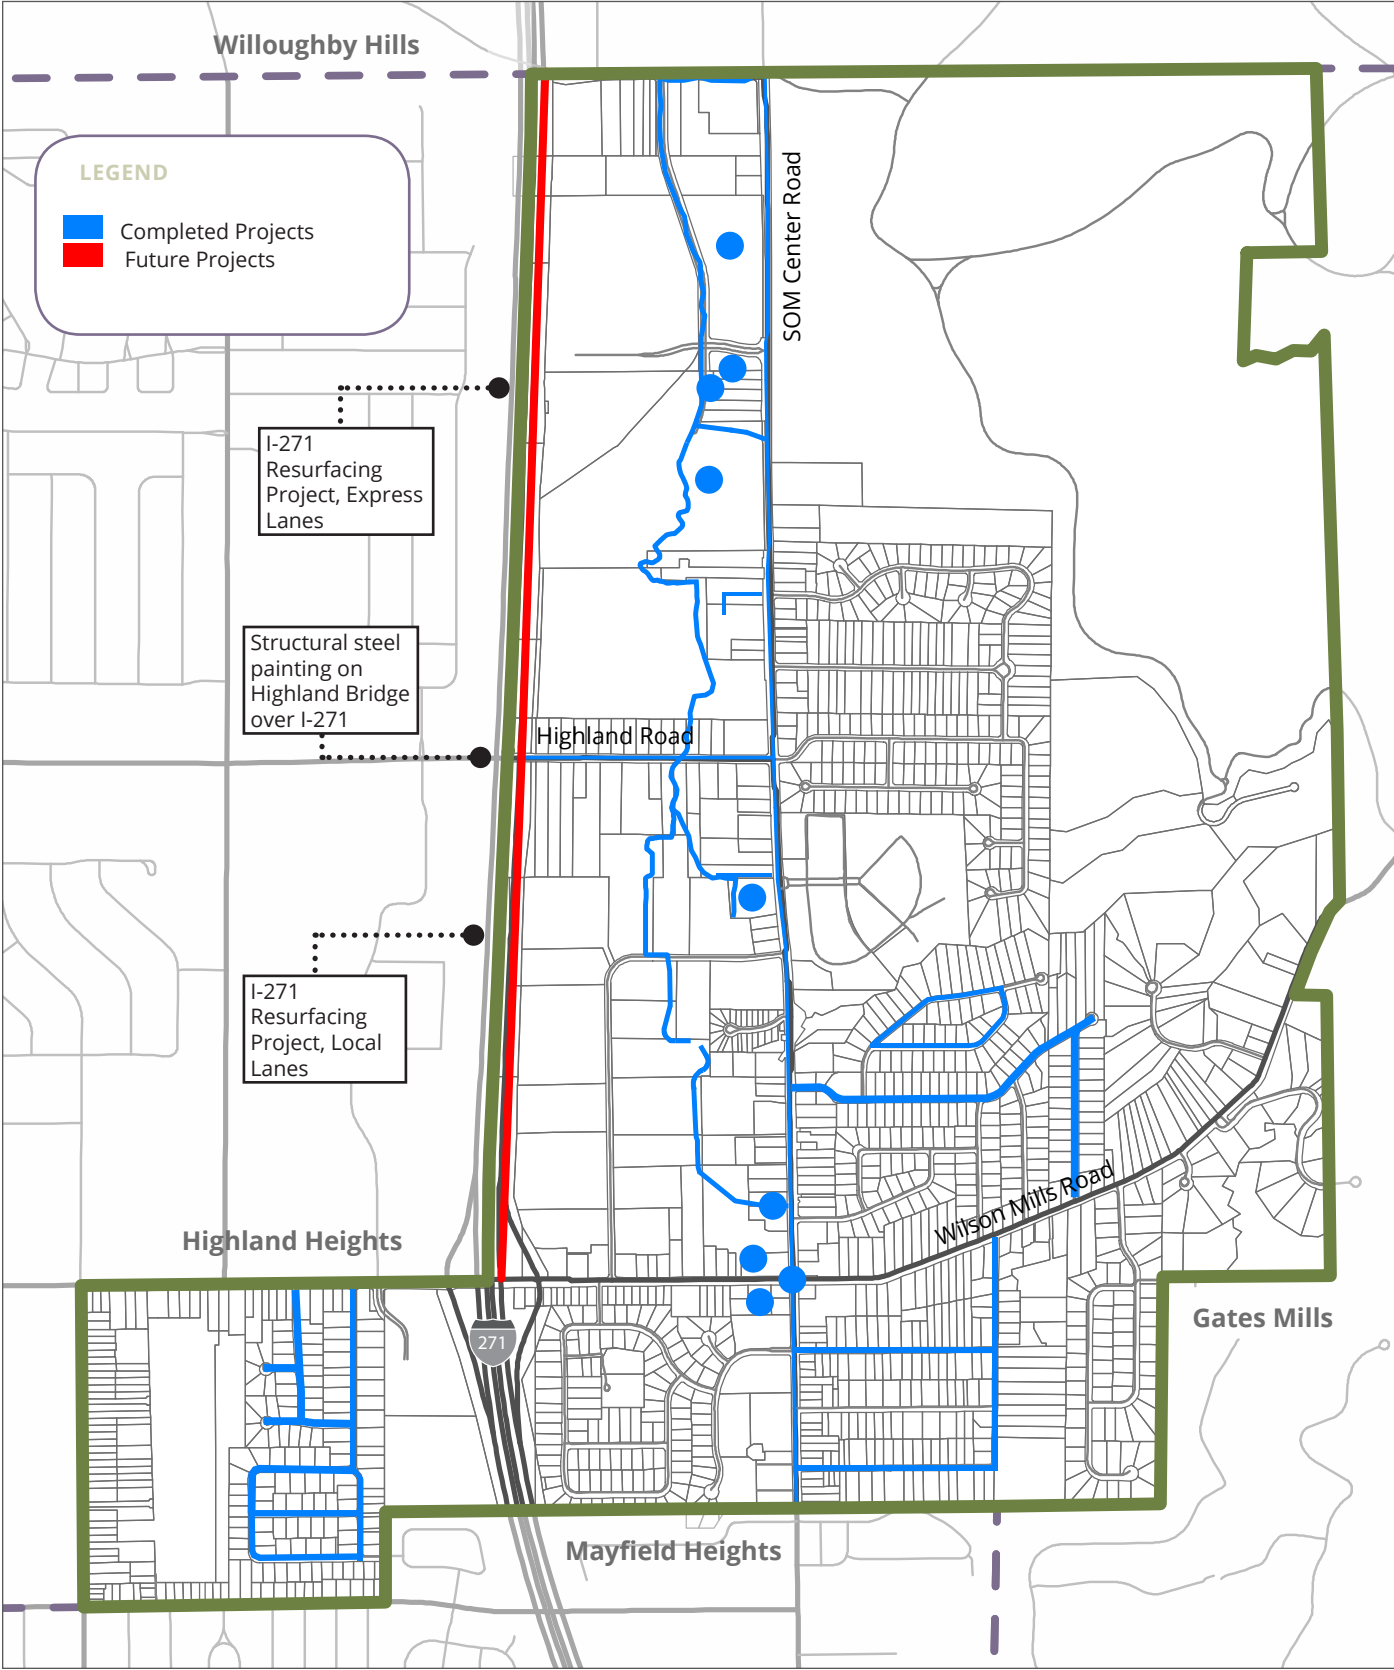 Willoughby Hills
LEGEND
Completed Projects
Future Projects
SOM Center Road
I-271
Resurfacing
Project, Express
Lanes
Structural steel
painting on
Highland Bridge
over I-271
Highland Road
I-271
Resurfacing
Project, Local
Lanes
Wilson Mills Road
Highland Heights
Gates Mills
271
Mayfield Heights